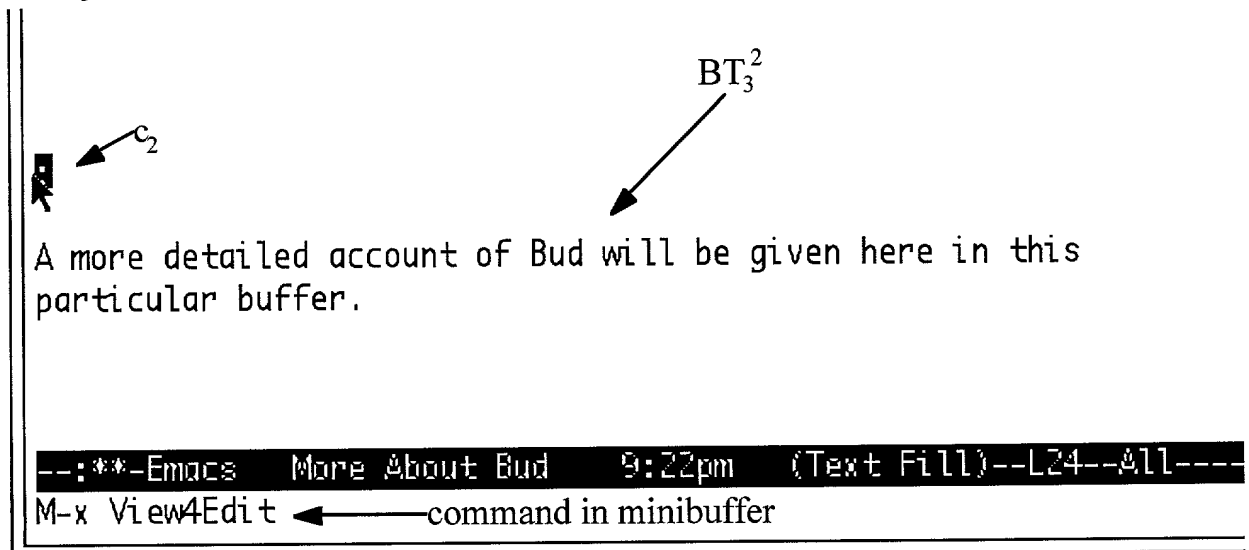 BT₃²
c₂
A more detailed account of Bud will be given here in this
particular buffer.
--:**-Emacs More About Bud 9:22pm (Text Fill)--L24--All----
M-x View4Edit command in minibuffer